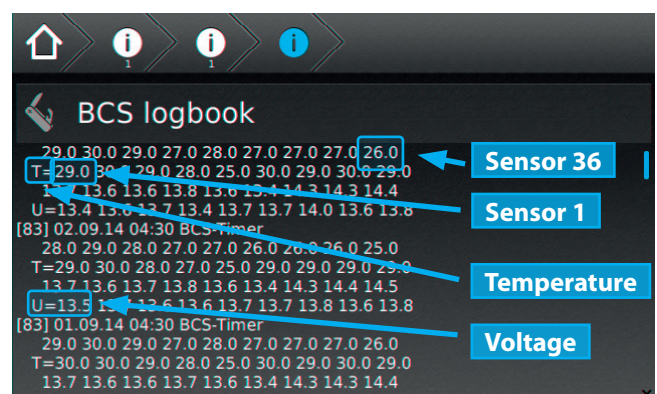 i i i
1 1
BCS logbook
29.0 30.0 29.0 27.0 28.0 27.0 27.0 27.0 26.0
Sensor 36
T=29.0 29.0 28.0 25.0 30.0 29.0 30.0 29.0
13.6 13.6 13.8 13.6 13.4 14.3 14.3 14.4
Sensor 1
U=13.4 13.6 13.7 13.4 13.7 13.7 14.0 13.6 13.8
[83] 02.09.14 04:30 BCS-Timer
28.0 29.0 28.0 27.0 27.0 26.0 26.0 26.0 25.0
T=29.0 30.0 28.0 27.0 25.0 29.0 29.0 29.0 29.0
Temperature
13.7 13.6 13.7 13.8 13.6 13.4 14.3 14.4 14.5
U=13.5 13.6 13.6 13.7 13.7 13.8 13.6 13.8
[83] 01.09.14 04:30 BCS-Timer
Voltage
29.0 30.0 29.0 27.0 28.0 27.0 27.0 27.0 26.0
T=30.0 30.0 29.0 28.0 25.0 30.0 29.0 30.0 29.0
13.7 13.6 13.6 13.7 13.6 13.4 14.3 14.3 14.4